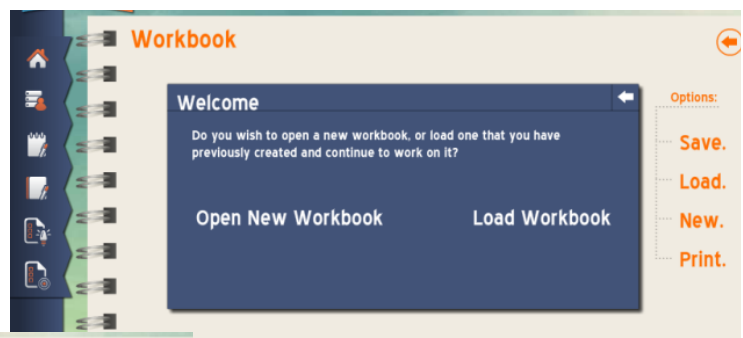 Workbook
Welcome
Do you wish to open a new workbook, or load one that you have
previously created and continue to work on it?
Open New Workbook
Load Workbook
Options:
Save.
Load.
New.
Print.